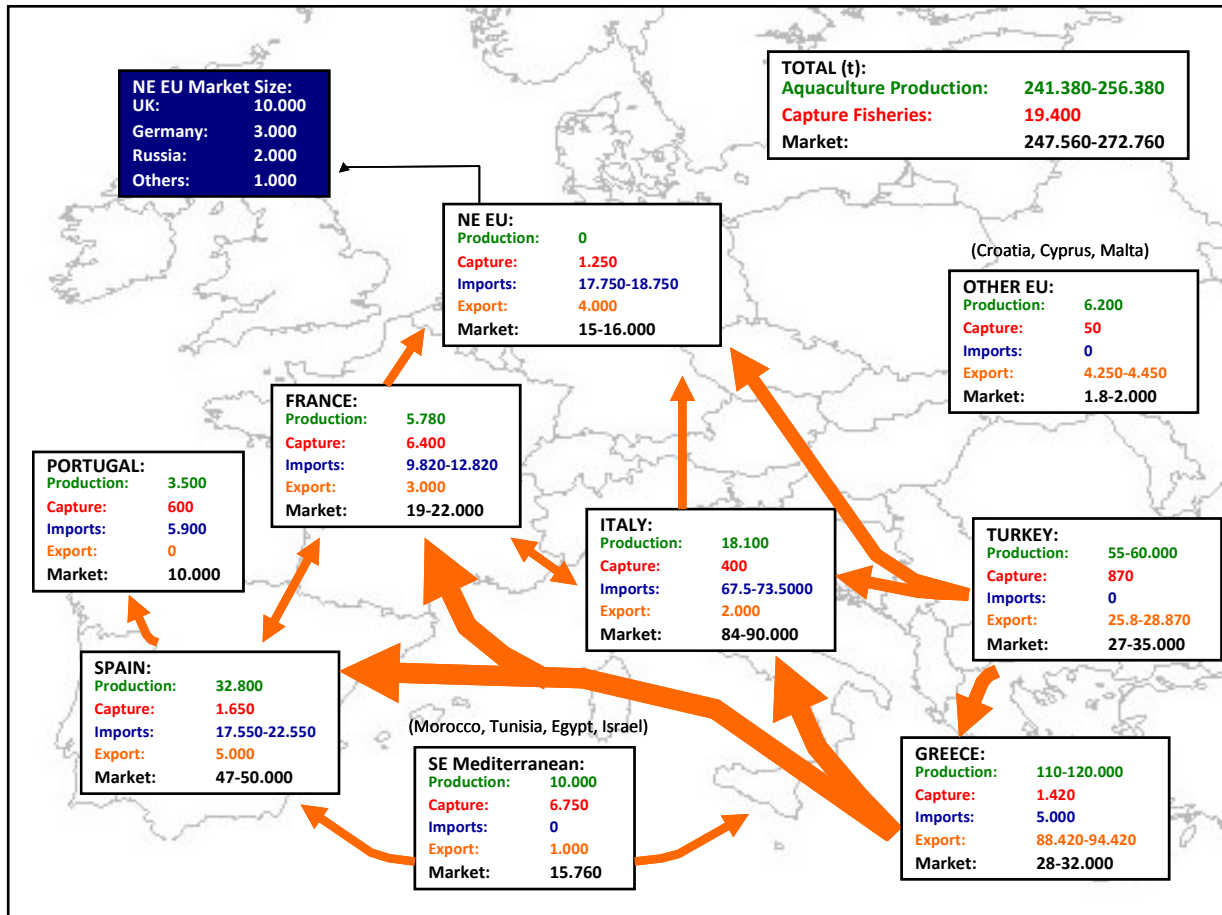 NE EU Market Size:
UK: 10.000
Germany: 3.000
Russia: 2.000
Others: 1.000
TOTAL (t):
Aquaculture Production: 241.380-256.380
Capture Fisheries: 19.400
Market: 247.560-272.760
NE EU:
Production: 0
Capture: 1.250
Imports: 17.750-18.750
Export: 4.000
Market: 15-16.000
(Croatia, Cyprus, Malta)
OTHER EU:
Production: 6.200
Capture: 50
Imports: 0
Export: 4.250-4.450
Market: 1.8-2.000
FRANCE:
Production: 5.780
Capture: 6.400
Imports: 9.820-12.820
Export: 3.000
Market: 19-22.000
PORTUGAL:
Production: 3.500
Capture: 600
Imports: 5.900
Export: 0
Market: 10.000
ITALY:
Production: 18.100
Capture: 400
Imports: 67.5-73.5000
Export: 2.000
Market: 84-90.000
TURKEY:
Production: 55-60.000
Capture: 870
Imports: 0
Export: 25.8-28.870
Market: 27-35.000
SPAIN:
Production: 32.800
Capture: 1.650
Imports: 17.550-22.550
Export: 5.000
Market: 47-50.000
(Morocco, Tunisia, Egypt, Israel)
SE Mediterranean:
Production: 10.000
Capture: 6.750
Imports: 0
Export: 1.000
Market: 15.760
GREECE:
Production: 110-120.000
Capture: 1.420
Imports: 5.000
Export: 88.420-94.420
Market: 28-32.000